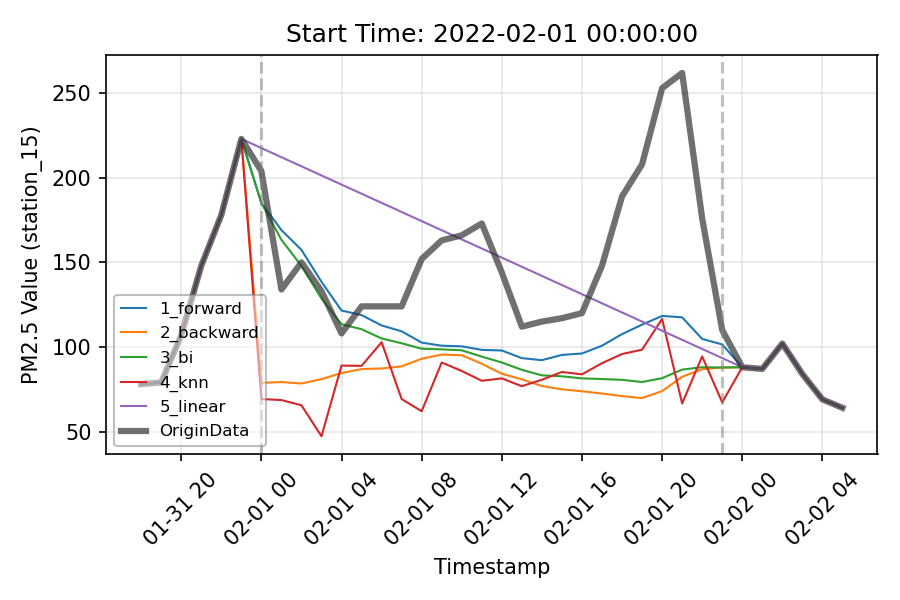 Start Time: 2022-02-01 00:00:00
PM2.5 Value (station_15)
250
200
150
100
50
1_forward
2_backward
3_bi
4_knn
5_linear
OriginData
01-31 20
02-01 00
02-01 04
02-01 08
02-01 12
02-01 16
02-01 20
02-02 00
02-02 04
Timestamp